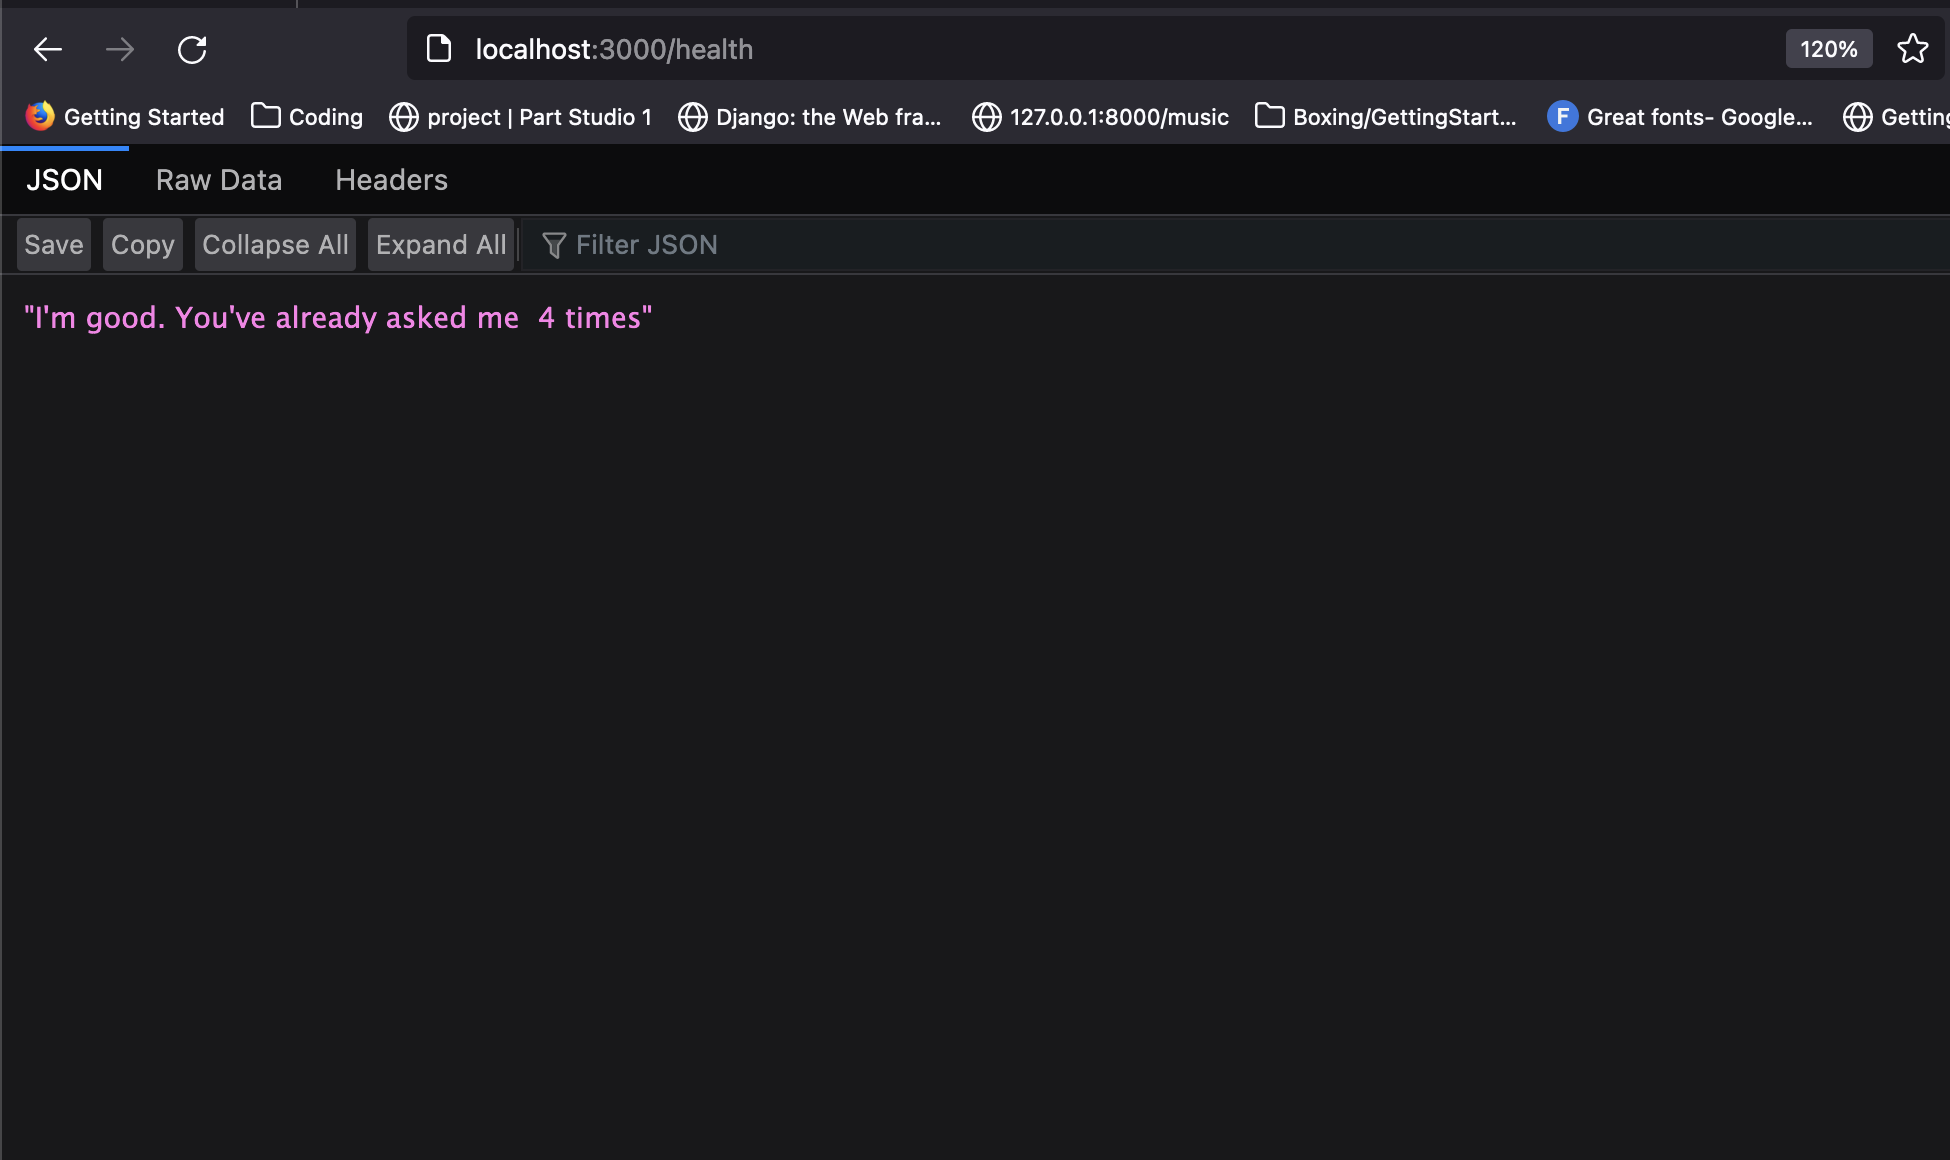 localhost:3000/health
120%
Getting Started Coding project | Part Studio 1 Django: the Web fra... 127.0.0.1:8000/music Boxing/GettingStart... F Great fonts- Google... Getting
JSON Raw Data Headers
Save Copy Collapse All Expand All Filter JSON
"I'm good. You've already asked me  4 times"